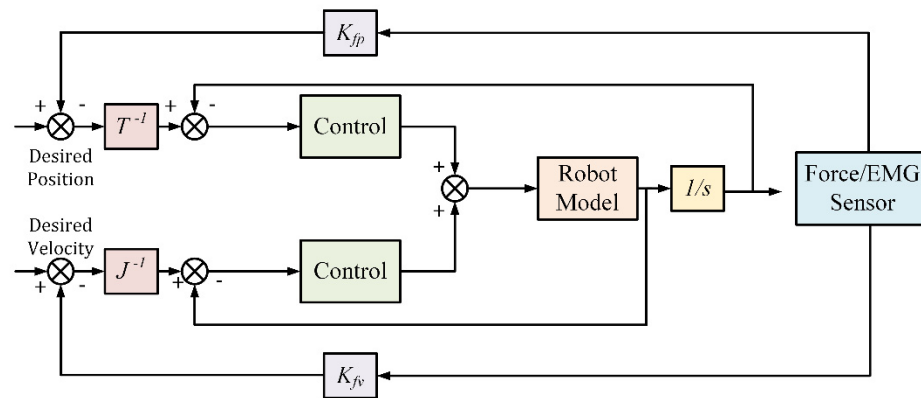 K_fp
+ -
T -1
+ -
Control
Desired
Position
+
+
Robot
Model
1/s
Force/EMG
Sensor
Desired
Velocity
+ -
J -1
+ -
Control
K_fv